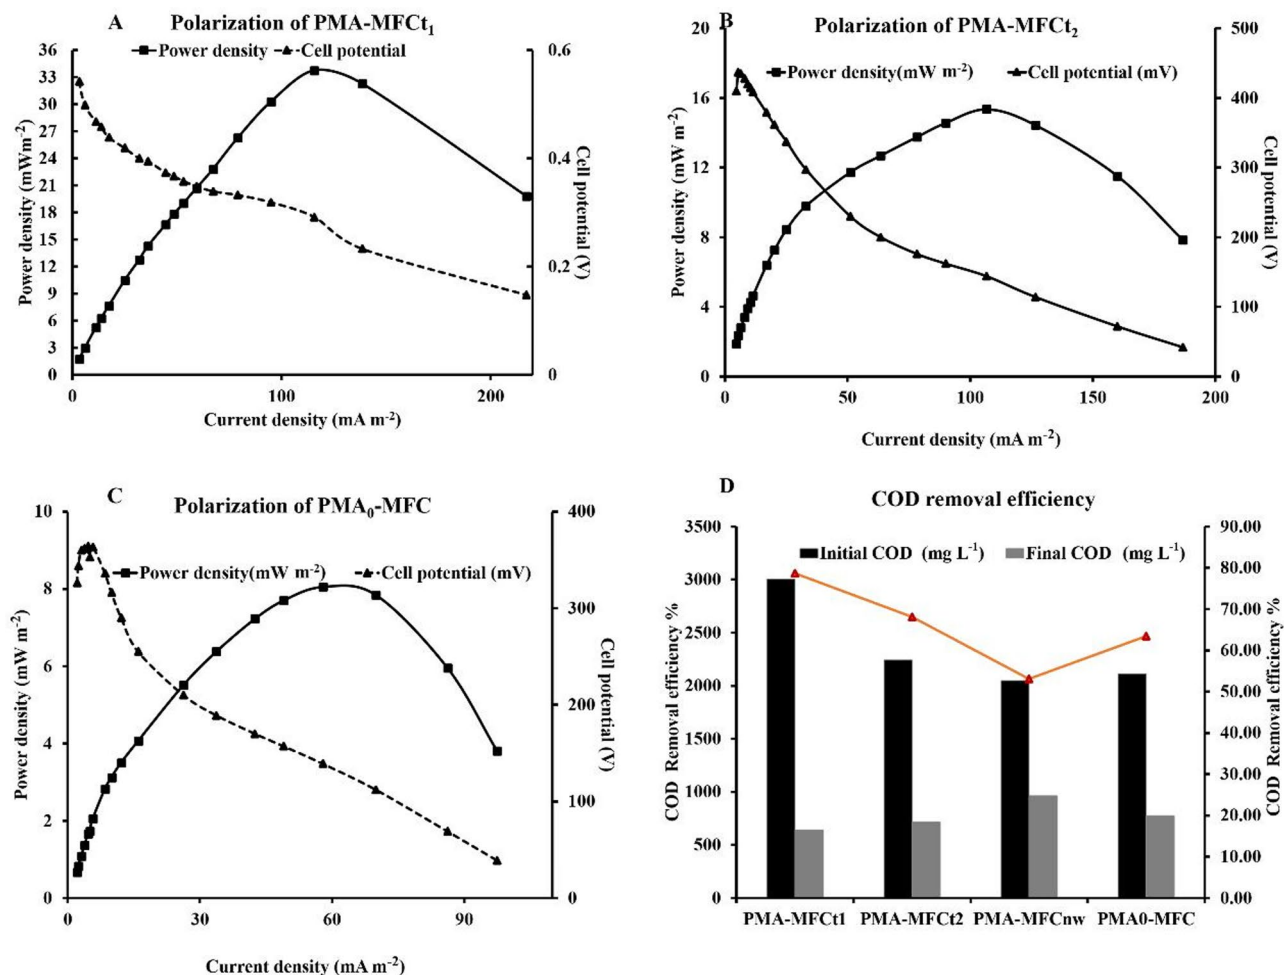 A
Polarization of PMA-MFCt₁
Power density
Cell potential
Power density (mWm⁻²)
36
33
30
27
24
21
18
15
12
9
6
3
0
0.6
0.4
0.2
0
Cell potential (V)
0
100
200
Current density (mA m⁻²)
B
Polarization of PMA-MFCt₂
Power density(mW m⁻²)
Cell potential (mV)
Power density (mW m⁻²)
20
16
12
8
4
0
500
400
300
200
100
0
Cell potential (V)
0
50
100
150
200
Current density (mA m⁻²)
C
Polarization of PMA₀-MFC
Power density(mW m⁻²)
Cell potential (mV)
Power density (mW m⁻²)
10
8
6
4
2
0
400
300
200
100
0
Cell potential (V)
0
30
60
90
Current density (mA m⁻²)
D
COD removal efficiency
Initial COD (mg L⁻¹)
Final COD (mg L⁻¹)
COD Removal efficiency %
3500
3000
2500
2000
1500
1000
500
0
90.00
80.00
70.00
60.00
50.00
40.00
30.00
20.00
10.00
0.00
COD Removal efficiency %
PMA-MFCt1
PMA-MFCt2
PMA-MFCnw
PMA0-MFC